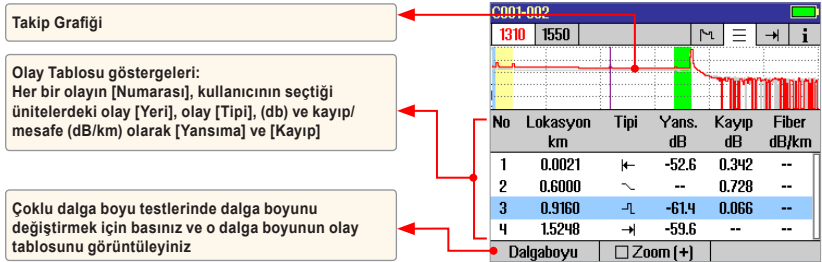 Takip Grafiği
Olay Tablosu göstergeleri:
Her bir olayın [Numarası], kullanıcının seçtiği
ünitelerdeki olay [Yeri], olay [Tipi], (db) ve kayıp/
mesafe (dB/km) olarak [Yansıma] ve [Kayıp]
Çoklu dalga boyu testlerinde dalga boyunu
değiştirmek için basınız ve o dalga boyunun olay
tablosunu görüntüleyiniz
C001-002
1310 1550 i
No Lokasyon Tipi Yans. Kayıp Fiber
km dB dB dB/km
1 0.0021 -52.6 0.342 --
2 0.6000 -- 0.728 --
3 0.9160 -61.4 0.066 --
4 1.5248 -59.6 -- --
Dalgaboyu Zoom (+)